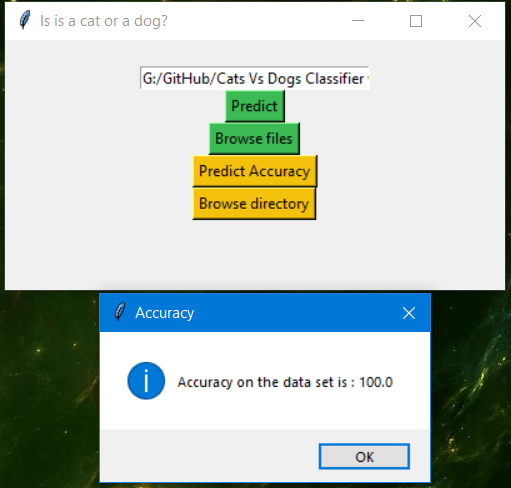 Is is a cat or a dog?
G:/GitHub/Cats Vs Dogs Classifier
Predict
Browse files
Predict Accuracy
Browse directory
Accuracy
Accuracy on the data set is : 100.0
OK